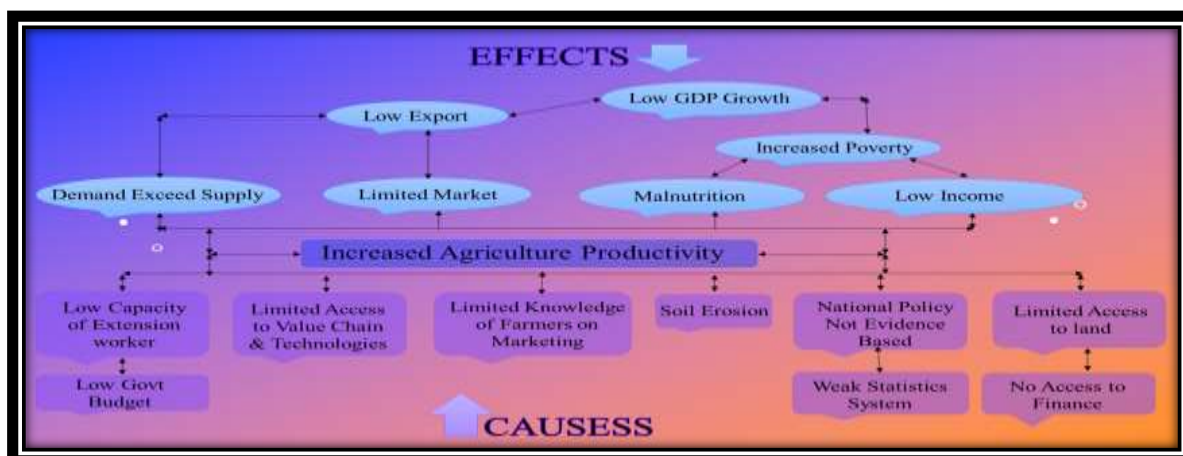 EFFECTS
Low GDP Growth
Low Export
Increased Poverty
Demand Exceed Supply
Limited Market
Malnutrition
Low Income
Increased Agriculture Productivity
Low Capacity
of Extension
worker
Limited Access
to Value Chain
& Technologies
Limited Knowledge
of Farmers on
Marketing
Soil Erosion
National Policy
Not Evidence
Based
Limited Access
to land
Low Govt
Budget
Weak Statistics
System
No Access to
Finance
CAUSESS